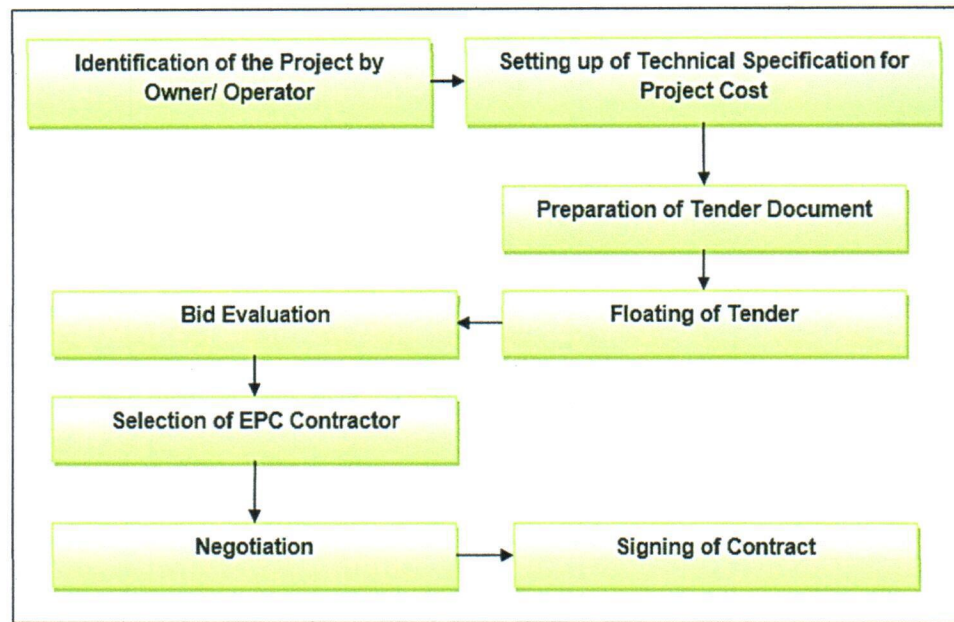 Identification of the Project by
Owner/ Operator
Setting up of Technical Specification for
Project Cost
Preparation of Tender Document
Floating of Tender
Bid Evaluation
Selection of EPC Contractor
Negotiation
Signing of Contract